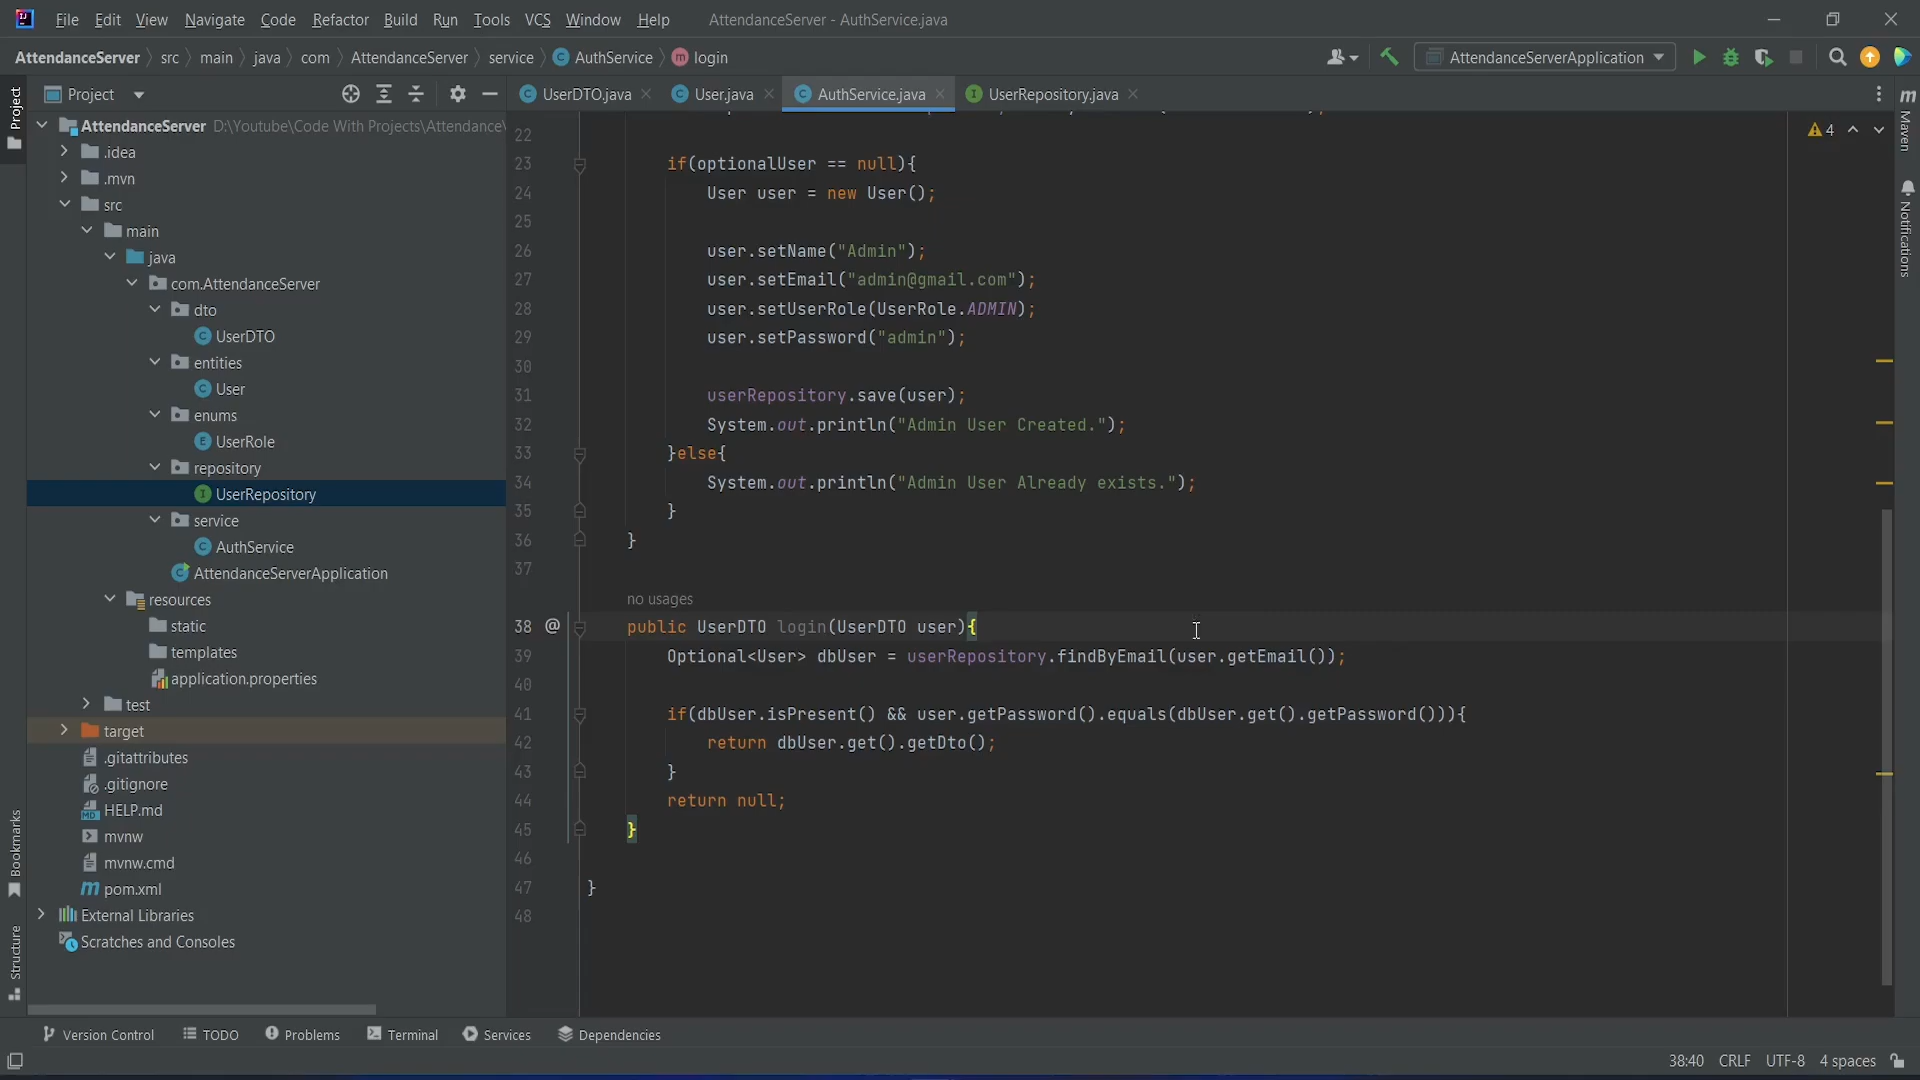 File Edit View Navigate Code Refactor Build Run Tools VCS Window Help AttendanceServer - AuthService.java
AttendanceServer src main java com AttendanceServer service AuthService login AttendanceServerApplication
Project UserDTO.java User.java AuthService.java UserRepository.java
Project
AttendanceServer D:\Youtube\Code With Projects\Attendance
.idea
.mvn
src
main
java
com.AttendanceServer
dto
UserDTO
entities
User
enums
UserRole
repository
UserRepository
service
AuthService
AttendanceServerApplication
resources
static
templates
application.properties
test
target
.gitattributes
.gitignore
HELP.md
mvnw
mvnw.cmd
pom.xml
External Libraries
Scratches and Consoles
Bookmarks
Structure
4
22
23 if(optionalUser == null){
24 User user = new User();
25
26 user.setName("Admin");
27 user.setEmail("admin@gmail.com");
28 user.setUserRole(UserRole.ADMIN);
29 user.setPassword("admin");
30
31 userRepository.save(user);
32 System.out.println("Admin User Created.");
33 }else{
34 System.out.println("Admin User Already exists.");
35 }
36 }
37
no usages
38 @ public UserDTO login(UserDTO user){
39 Optional<User> dbUser = userRepository.findByEmail(user.getEmail());
40
41 if(dbUser.isPresent() && user.getPassword().equals(dbUser.get().getPassword())){
42 return dbUser.get().getDto();
43 }
44 return null;
45 }
46
47 }
48
Maven
Notifications
Version Control TODO Problems Terminal Services Dependencies
38:40 CRLF UTF-8 4 spaces